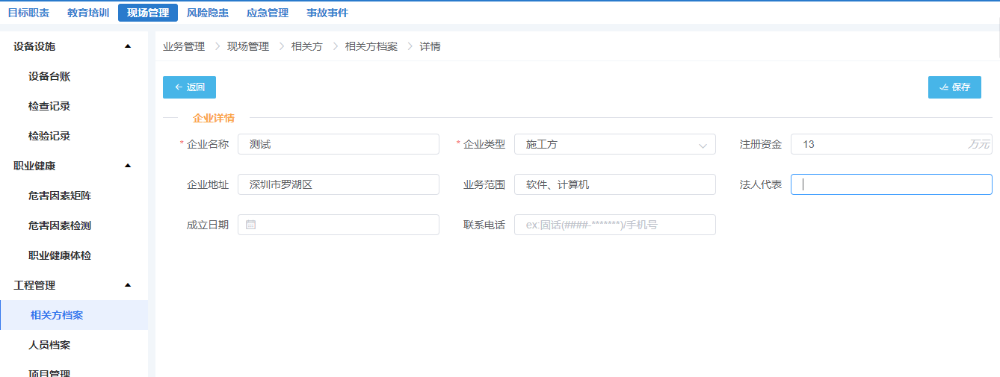 目标职责 教育培训 现场管理 风险隐患 应急管理 事故事件
设备设施
设备台账
检查记录
检验记录
职业健康
危害因素矩阵
危害因素检测
职业健康体检
工程管理
相关方档案
人员档案
项目管理
业务管理 > 现场管理 > 相关方 > 相关方档案 > 详情
返回 保存
企业详情
* 企业名称 测试 * 企业类型 施工方 注册资金 13 万元
企业地址 深圳市罗湖区 业务范围 软件、计算机 法人代表
成立日期 联系电话 ex:固话(####-*******)/手机号